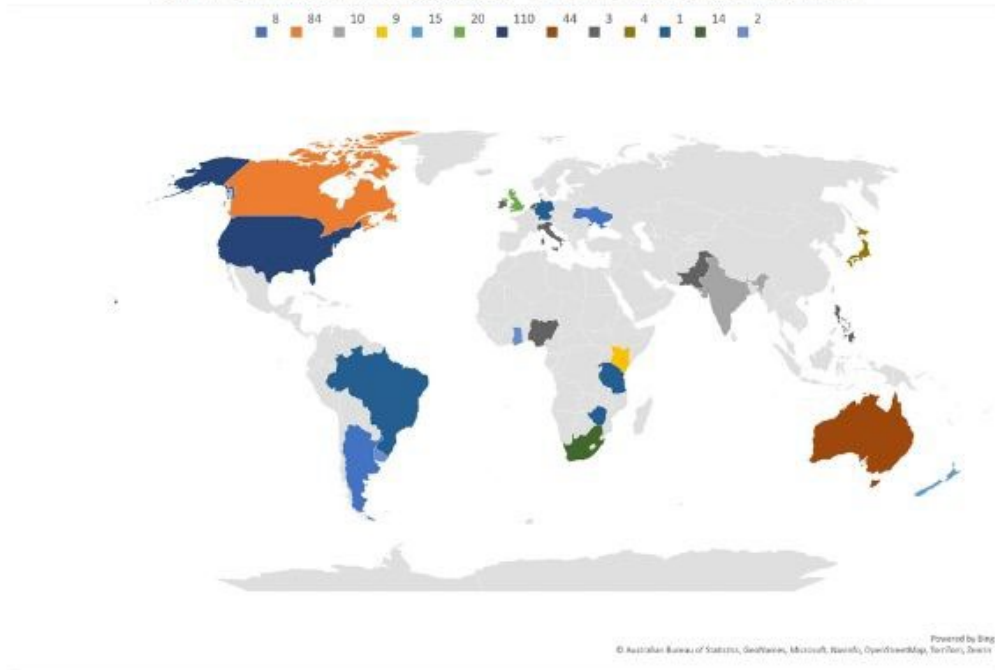 8 84 10 9 15 20 110 44 3 4 1 14 2
Powered by Bing
© Australian Bureau of Statistics, GeoNames, Microsoft, Navinfo, OpenStreetMap, TomTom, Zenrin